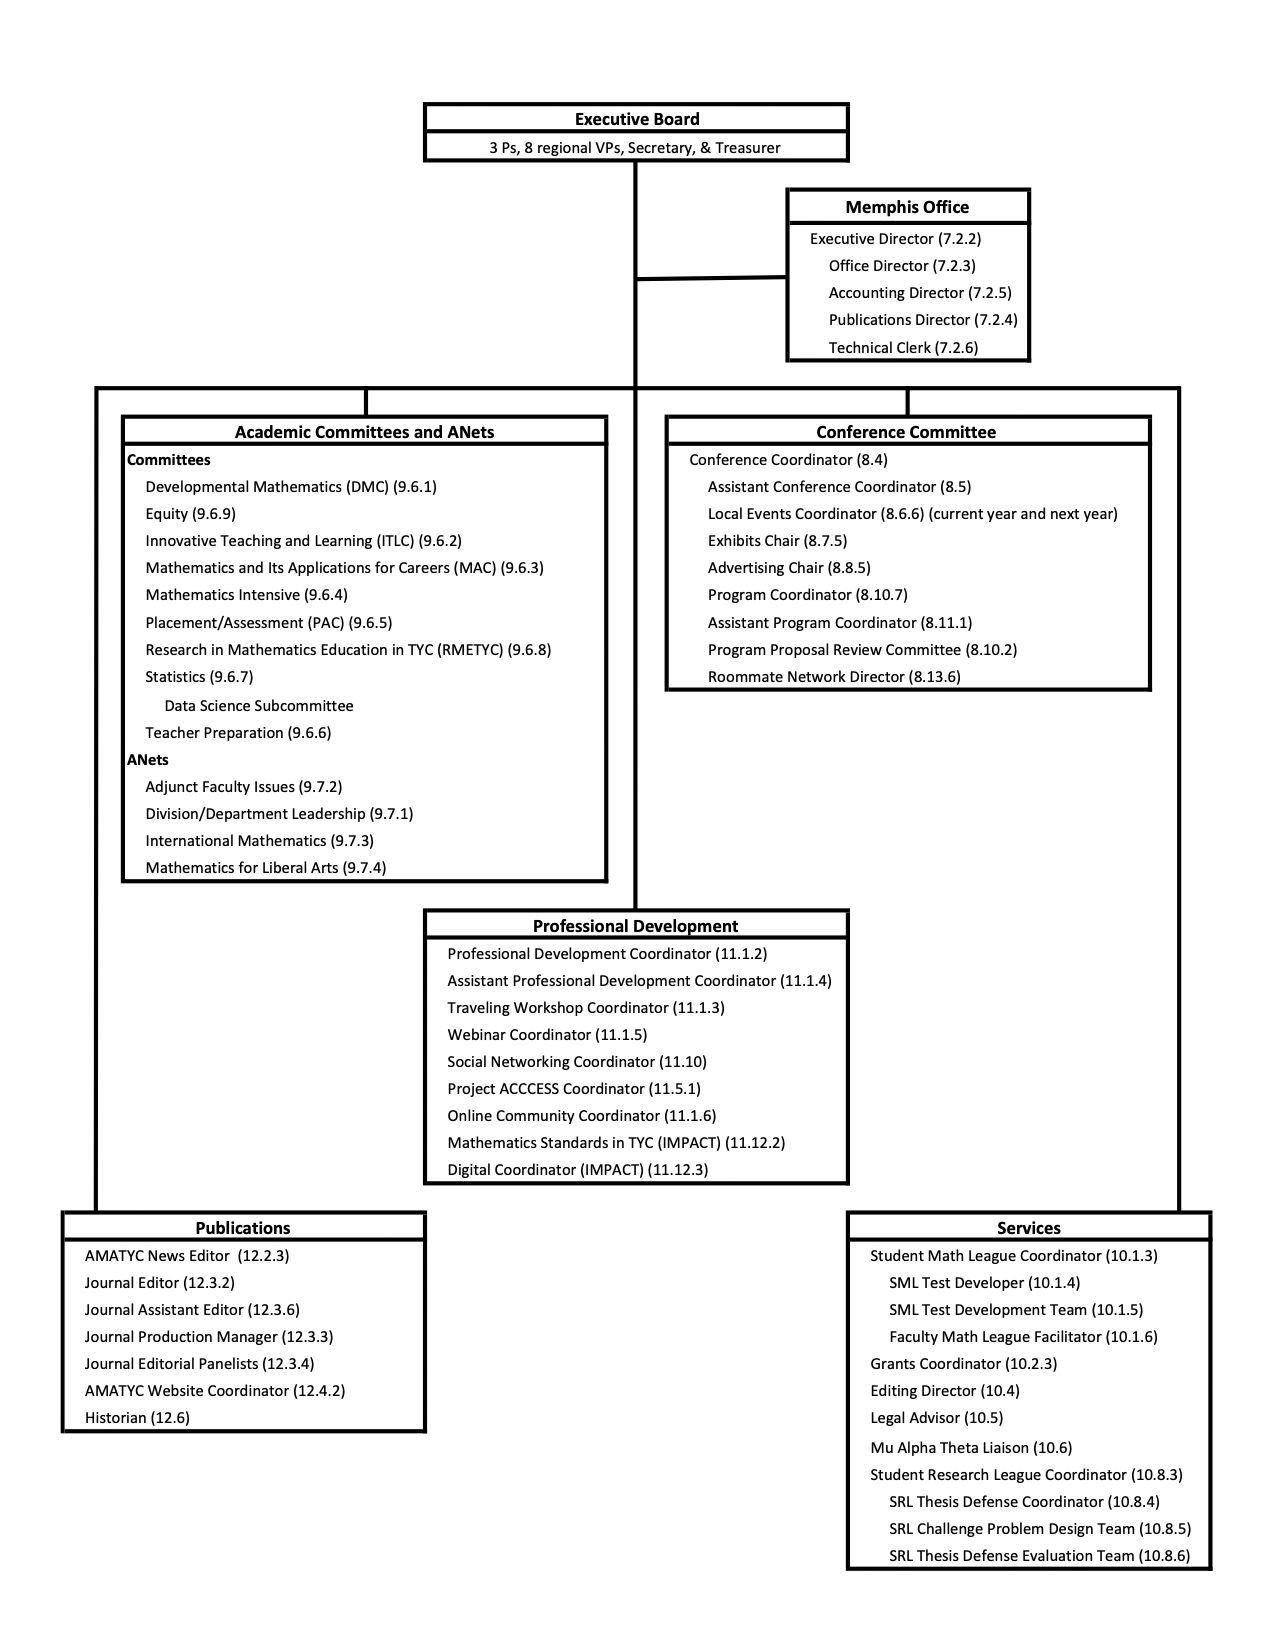 Executive Board
3 Ps, 8 regional VPs, Secretary, & Treasurer
Memphis Office
Executive Director (7.2.2)
Office Director (7.2.3)
Accounting Director (7.2.5)
Publications Director (7.2.4)
Technical Clerk (7.2.6)
Academic Committees and ANets
Committees
Developmental Mathematics (DMC) (9.6.1)
Equity (9.6.9)
Innovative Teaching and Learning (ITLC) (9.6.2)
Mathematics and Its Applications for Careers (MAC) (9.6.3)
Mathematics Intensive (9.6.4)
Placement/Assessment (PAC) (9.6.5)
Research in Mathematics Education in TYC (RMETYC) (9.6.8)
Statistics (9.6.7)
Data Science Subcommittee
Teacher Preparation (9.6.6)
ANets
Adjunct Faculty Issues (9.7.2)
Division/Department Leadership (9.7.1)
International Mathematics (9.7.3)
Mathematics for Liberal Arts (9.7.4)
Conference Committee
Conference Coordinator (8.4)
Assistant Conference Coordinator (8.5)
Local Events Coordinator (8.6.6) (current year and next year)
Exhibits Chair (8.7.5)
Advertising Chair (8.8.5)
Program Coordinator (8.10.7)
Assistant Program Coordinator (8.11.1)
Program Proposal Review Committee (8.10.2)
Roommate Network Director (8.13.6)
Professional Development
Professional Development Coordinator (11.1.2)
Assistant Professional Development Coordinator (11.1.4)
Traveling Workshop Coordinator (11.1.3)
Webinar Coordinator (11.1.5)
Social Networking Coordinator (11.10)
Project ACCCESS Coordinator (11.5.1)
Online Community Coordinator (11.1.6)
Mathematics Standards in TYC (IMPACT) (11.12.2)
Digital Coordinator (IMPACT) (11.12.3)
Publications
AMATYC News Editor  (12.2.3)
Journal Editor (12.3.2)
Journal Assistant Editor (12.3.6)
Journal Production Manager (12.3.3)
Journal Editorial Panelists (12.3.4)
AMATYC Website Coordinator (12.4.2)
Historian (12.6)
Services
Student Math League Coordinator (10.1.3)
SML Test Developer (10.1.4)
SML Test Development Team (10.1.5)
Faculty Math League Facilitator (10.1.6)
Grants Coordinator (10.2.3)
Editing Director (10.4)
Legal Advisor (10.5)
Mu Alpha Theta Liaison (10.6)
Student Research League Coordinator (10.8.3)
SRL Thesis Defense Coordinator (10.8.4)
SRL Challenge Problem Design Team (10.8.5)
SRL Thesis Defense Evaluation Team (10.8.6)